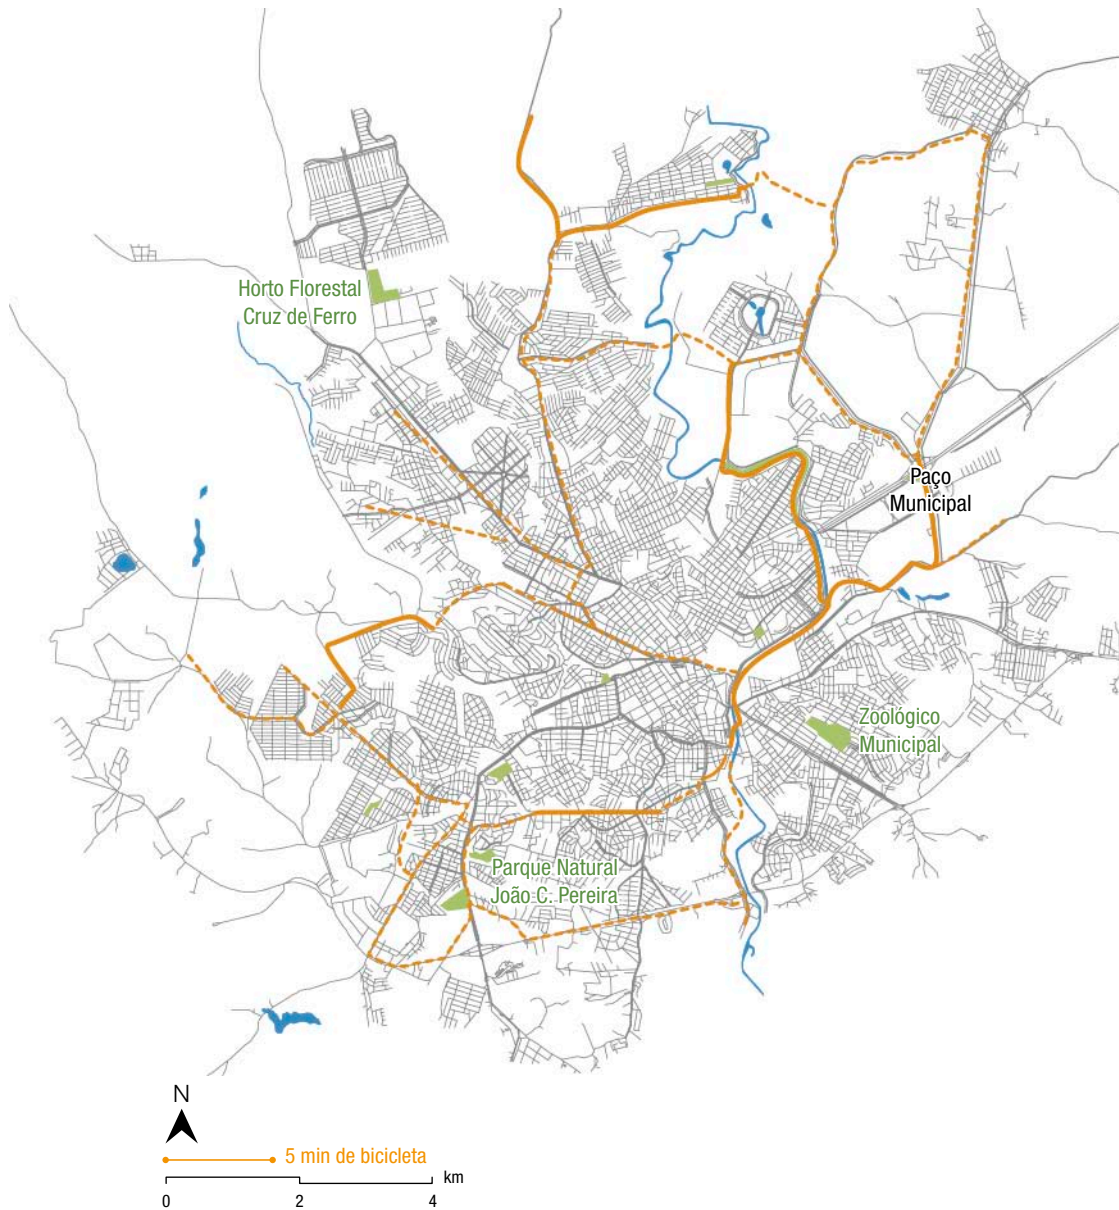 Horto Florestal
Cruz de Ferro
Paço
Municipal
Zoológico
Municipal
Parque Natural
João C. Pereira
N
5 min de bicicleta
km
0 2 4